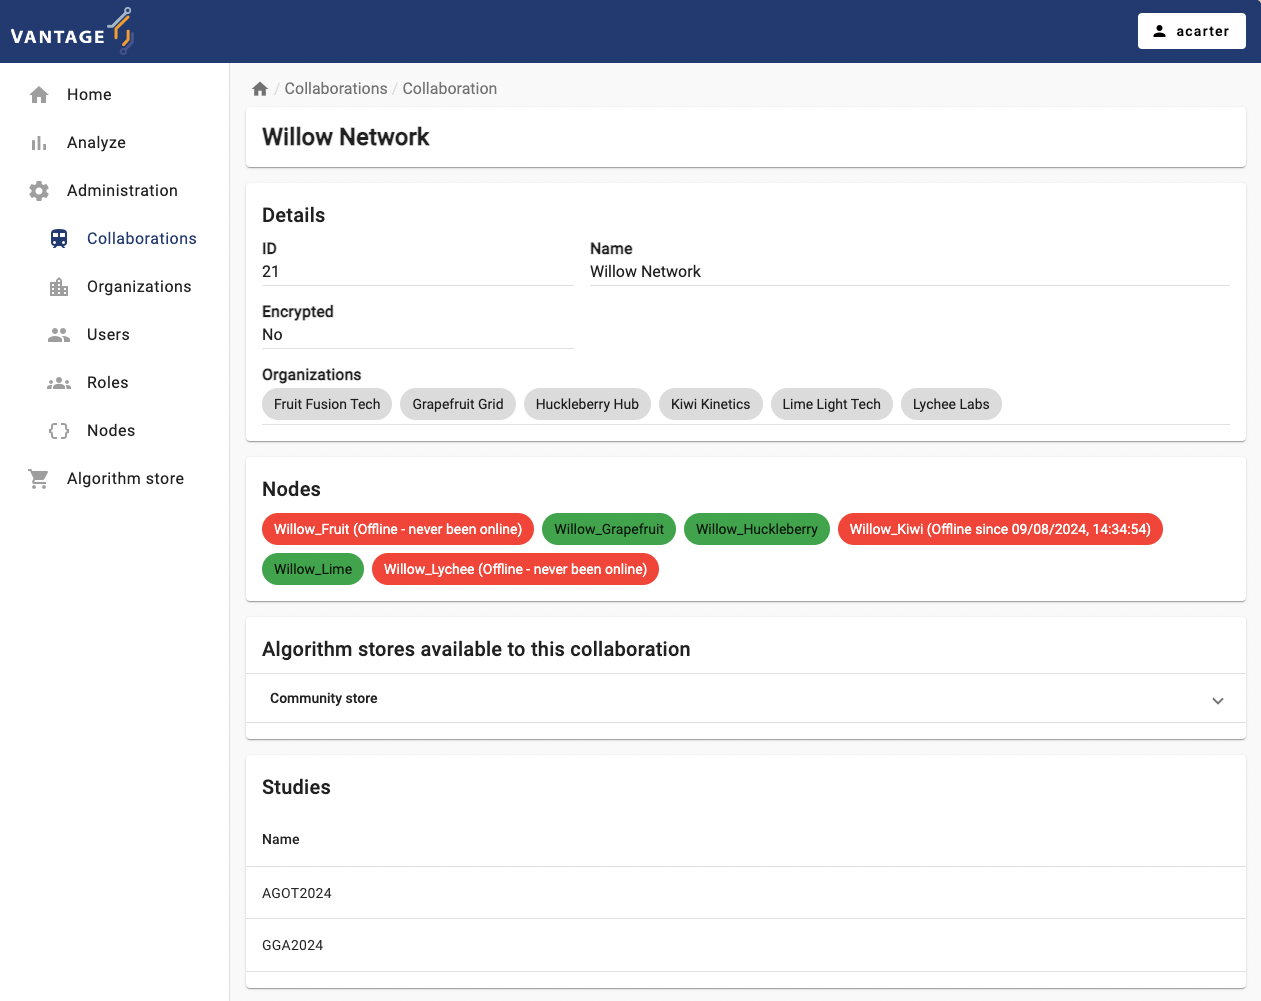 VANTAGE
acarter
Home
Analyze
Administration
Collaborations
Organizations
Users
Roles
Nodes
Algorithm store
/ Collaborations / Collaboration
Willow Network
Details
ID
Name
21
Willow Network
Encrypted
No
Organizations
Fruit Fusion Tech Grapefruit Grid Huckleberry Hub Kiwi Kinetics Lime Light Tech Lychee Labs
Nodes
Willow_Fruit (Offline - never been online) Willow_Grapefruit Willow_Huckleberry Willow_Kiwi (Offline since 09/08/2024, 14:34:54)
Willow_Lime Willow_Lychee (Offline - never been online)
Algorithm stores available to this collaboration
Community store
Studies
Name
AGOT2024
GGA2024